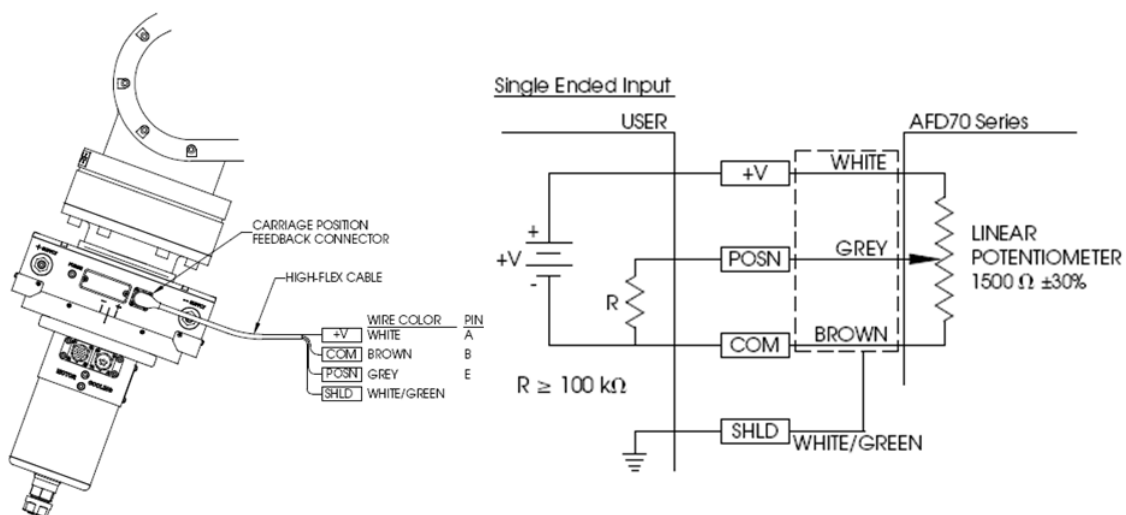 CARRIAGE POSITION
FEEDBACK CONNECTOR
HIGH-FLEX CABLE
WIRE COLOR PIN
+V WHITE A
COM BROWN B
POSN GREY E
SHLD WHITE/GREEN
MOTOR
COOLING
Single Ended Input
USER
AFD70 Series
+V
WHITE
+
+V
-
POSN
GREY
LINEAR
POTENTIOMETER
1500 Ω ±30%
R
COM
BROWN
R ≥ 100 kΩ
SHLD
WHITE/GREEN